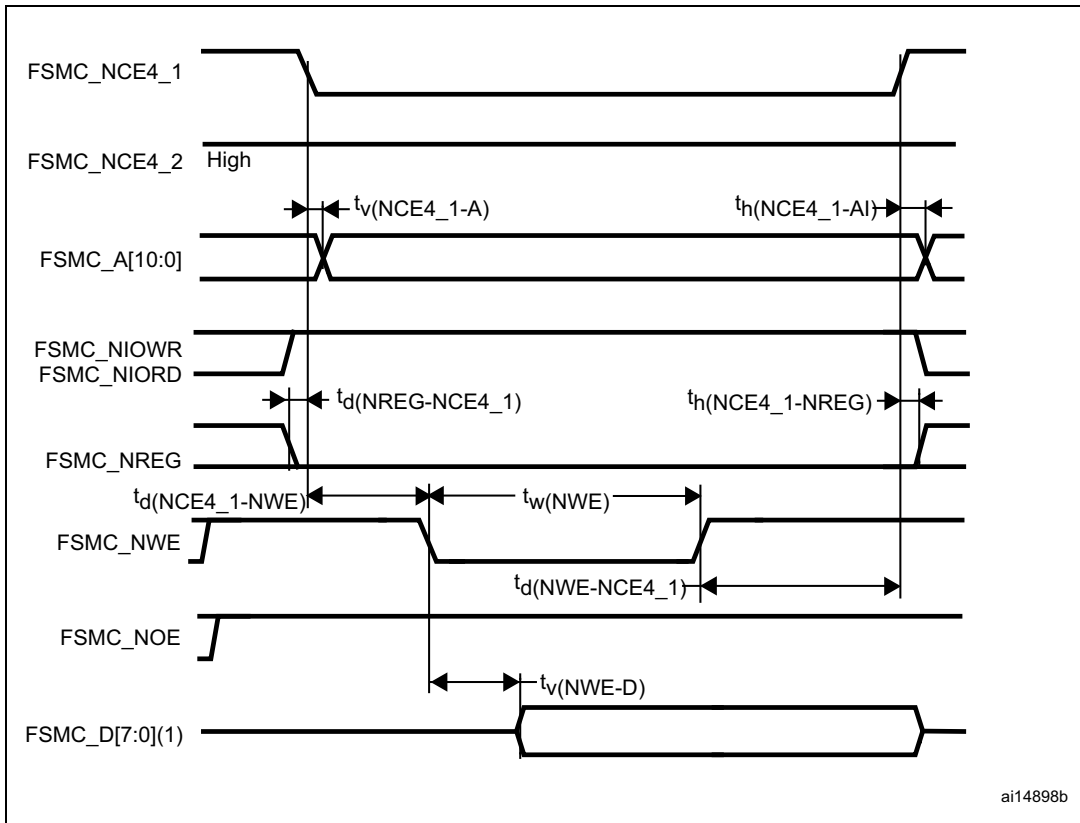 FSMC_NCE4_1
FSMC_NCE4_2 High
tv(NCE4_1-A) th(NCE4_1-AI)
FSMC_A[10:0]
FSMC_NIOWR
FSMC_NIORD
td(NREG-NCE4_1) th(NCE4_1-NREG)
FSMC_NREG
td(NCE4_1-NWE) tw(NWE)
FSMC_NWE
td(NWE-NCE4_1)
FSMC_NOE
tv(NWE-D)
FSMC_D[7:0](1)
ai14898b